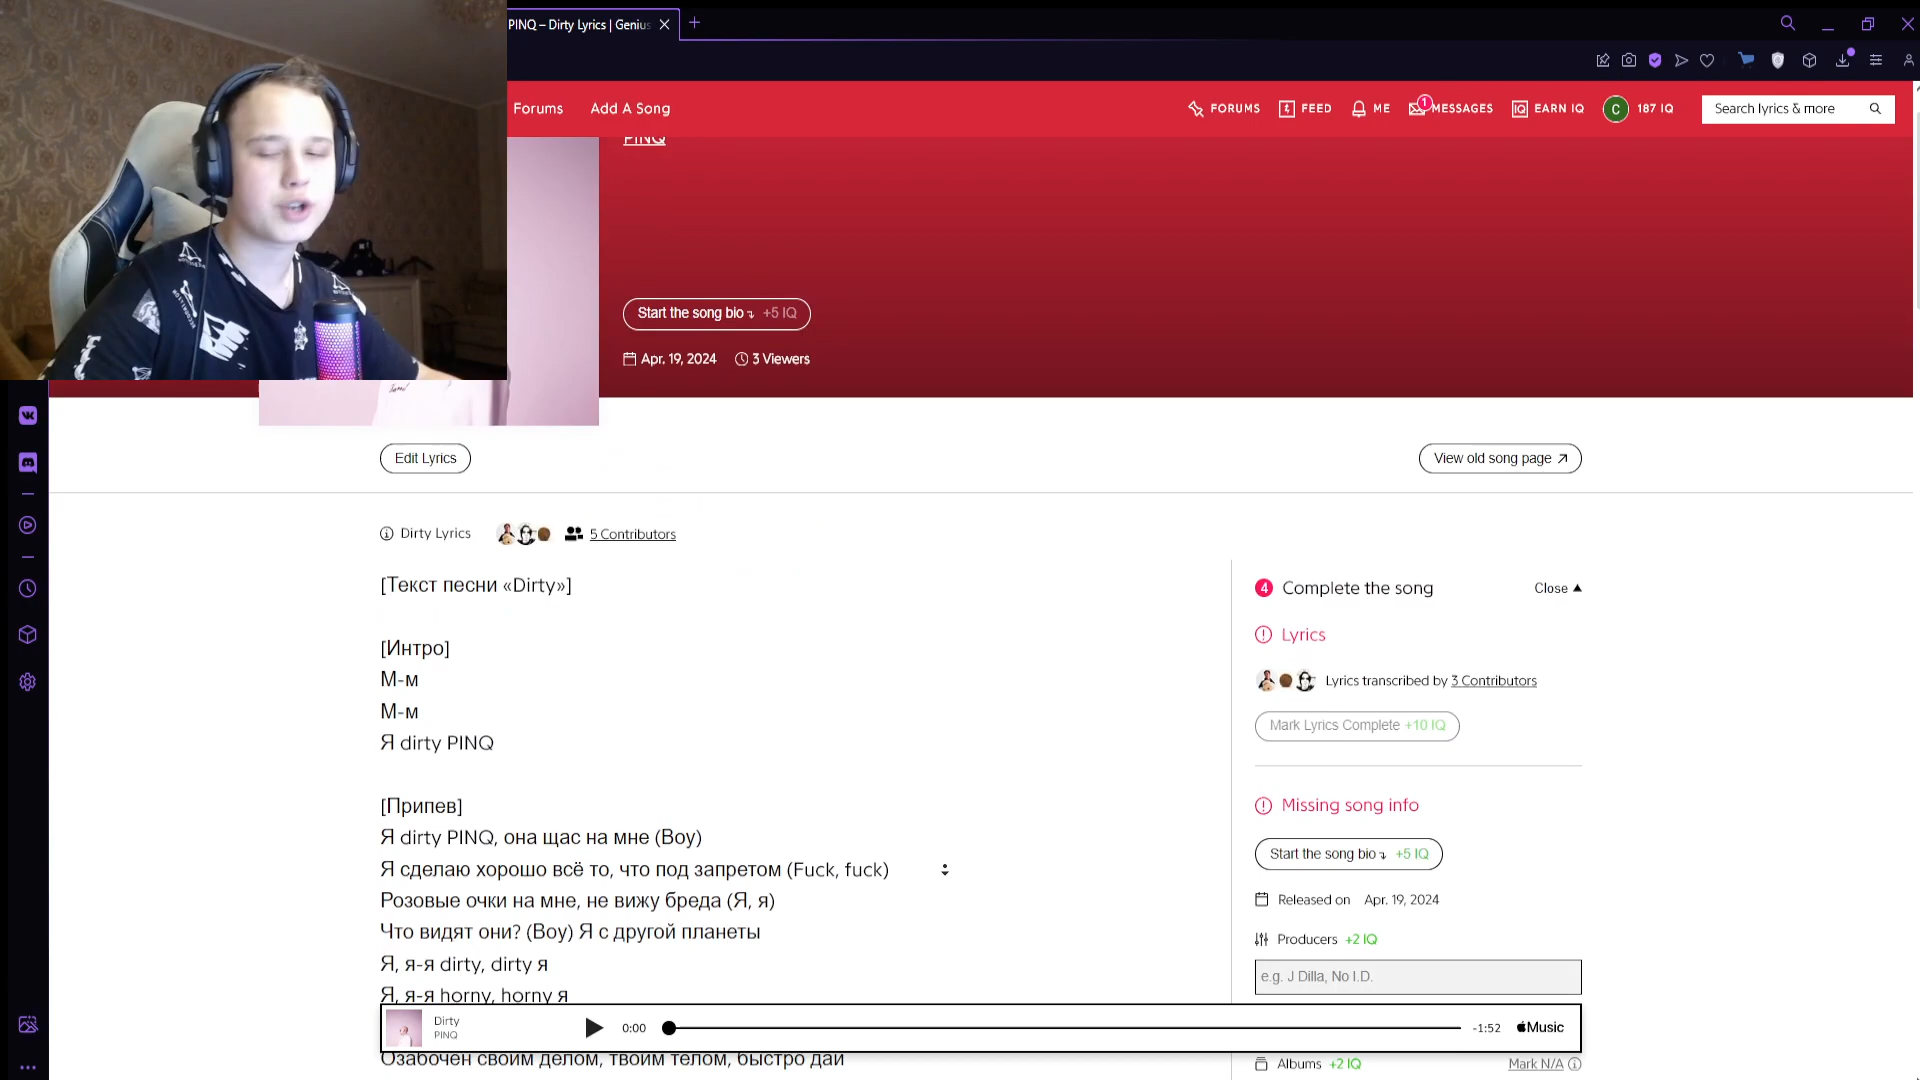 PINQ – Dirty Lyrics | Genius
Forums
Add A Song
FORUMS
FEED
ME
1
MESSAGES
IQ
EARN IQ
C
187 IQ
Search lyrics & more
PINQ
Start the song bio +5 IQ
Apr. 19, 2024
3 Viewers
Edit Lyrics
View old song page
Dirty Lyrics
5 Contributors
[Текст песни «Dirty»]
[Интро]
М-м
М-м
Я dirty PINQ
[Припев]
Я dirty PINQ, она щас на мне (Boy)
Я сделаю хорошо всё то, что под запретом (Fuck, fuck)
Розовые очки на мне, не вижу бреда (Я, я)
Что видят они? (Boy) Я с другой планеты
Я, я-я dirty, dirty я
Я, я-я horny, horny я
Озабочен своим делом, твоим телом, быстро дай
4 Complete the song
Close
Lyrics
Lyrics transcribed by 3 Contributors
Mark Lyrics Complete +10 IQ
Missing song info
Start the song bio +5 IQ
Released on Apr. 19, 2024
Producers +2 IQ
e.g. J Dilla, No I.D.
Albums +2 IQ
Mark N/A
Dirty
PINQ
0:00
-1:52
Music